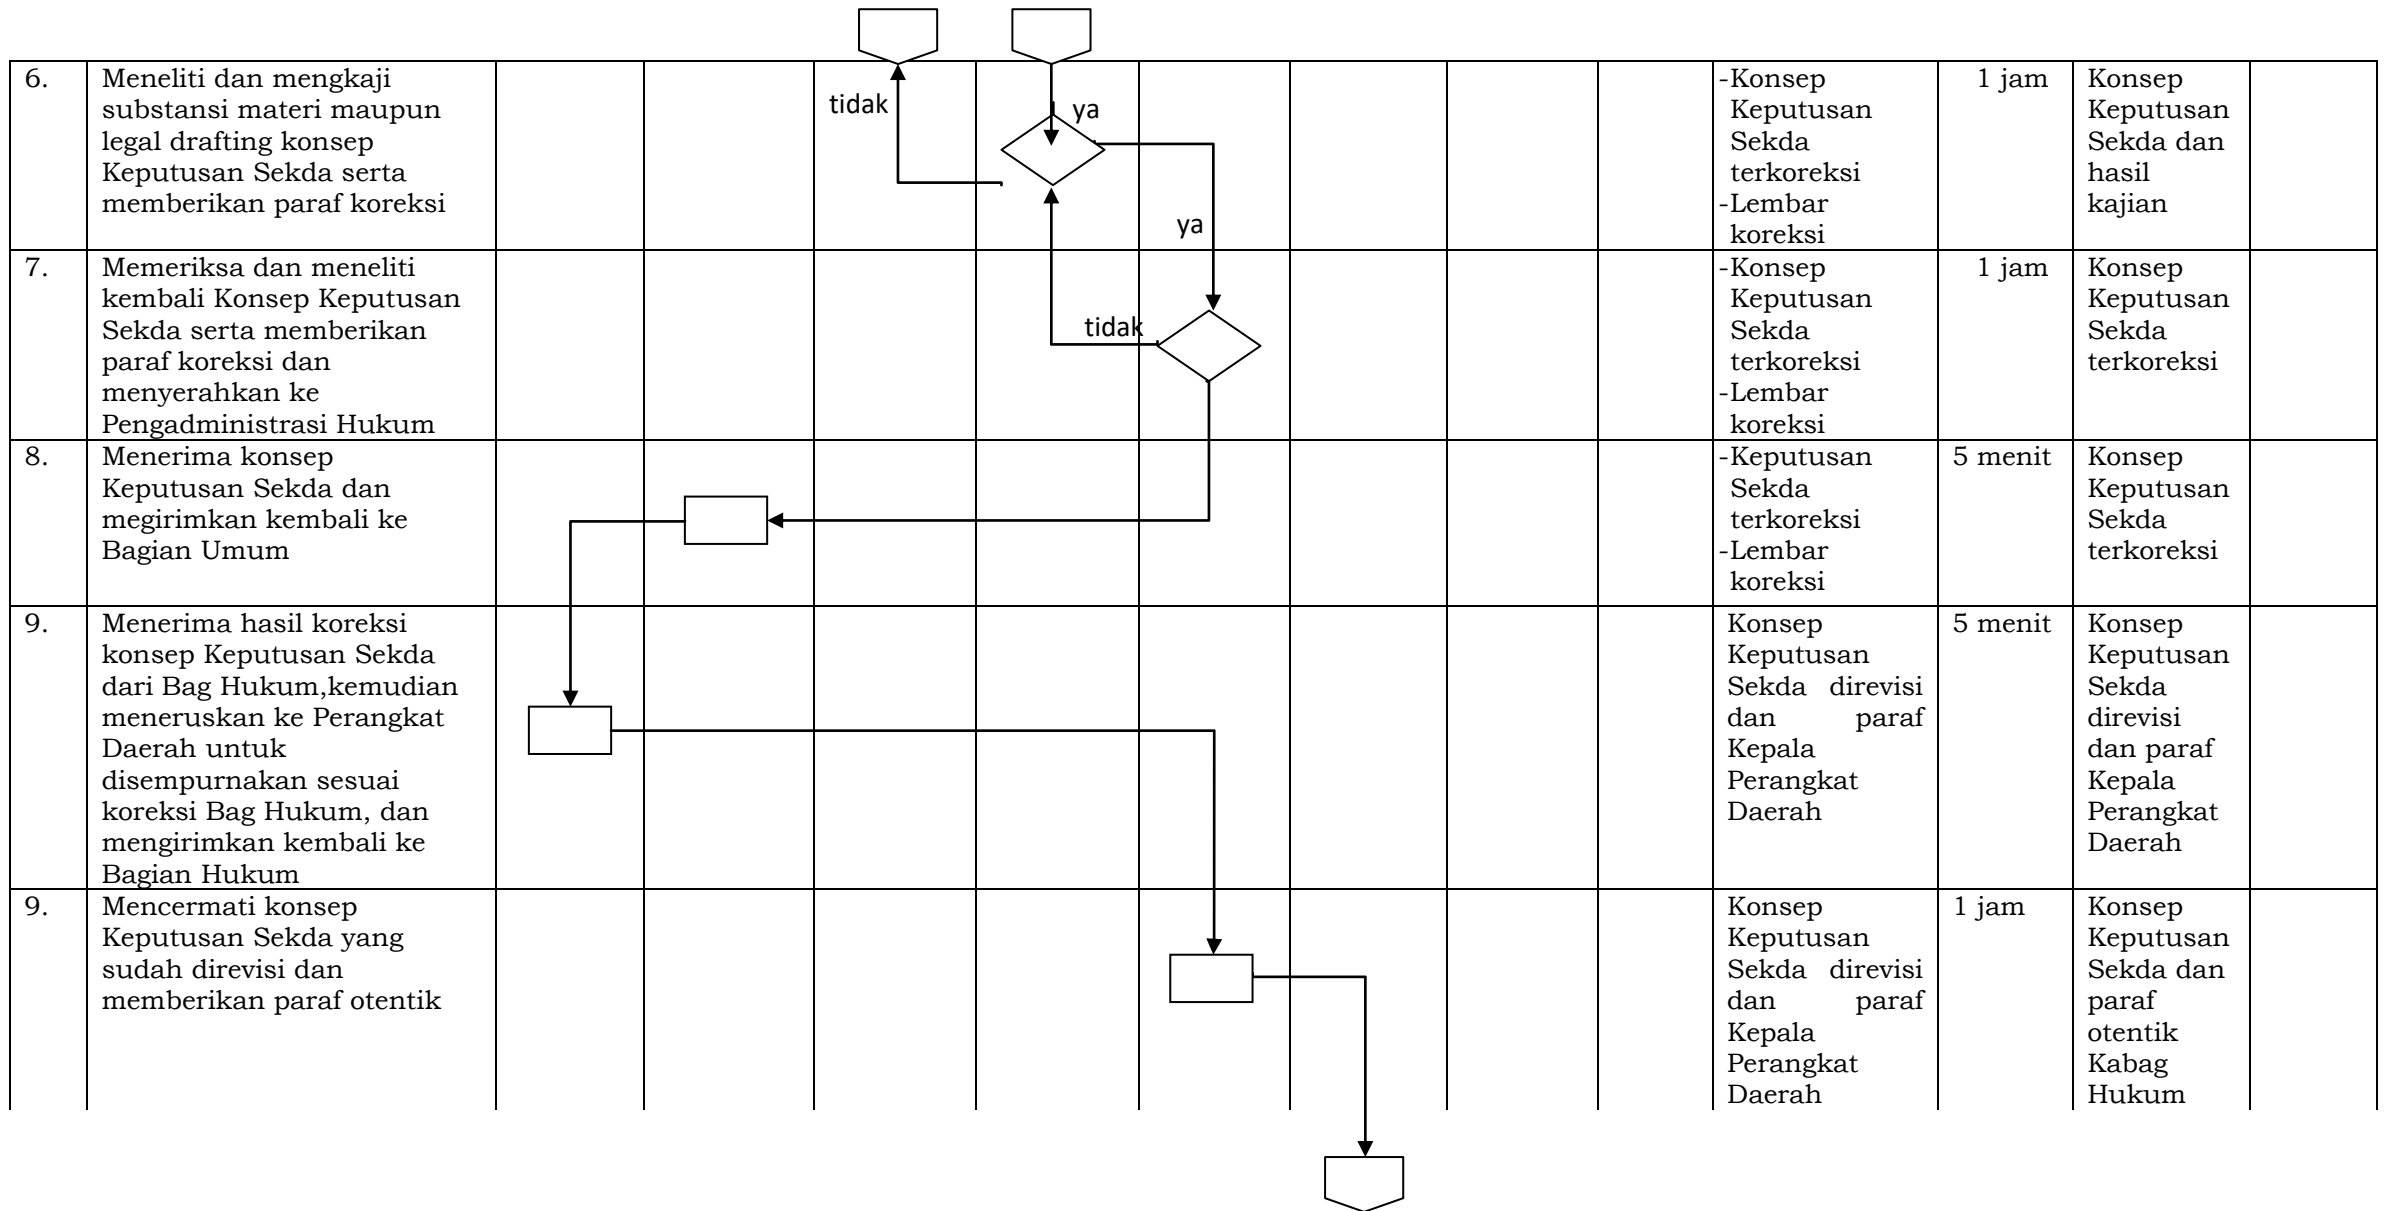 6.
Meneliti dan mengkaji
substansi materi maupun
legal drafting konsep
Keputusan Sekda serta
memberikan paraf koreksi
tidak
ya
ya
-Konsep
Keputusan
Sekda
terkoreksi
-Lembar
koreksi
1 jam
Konsep
Keputusan
Sekda dan
hasil
kajian
7.
Memeriksa dan meneliti
kembali Konsep Keputusan
Sekda serta memberikan
paraf koreksi dan
menyerahkan ke
Pengadministrasi Hukum
tidak
-Konsep
Keputusan
Sekda
terkoreksi
-Lembar
koreksi
1 jam
Konsep
Keputusan
Sekda
terkoreksi
8.
Menerima konsep
Keputusan Sekda dan
megirimkan kembali ke
Bagian Umum
-Keputusan
Sekda
terkoreksi
-Lembar
koreksi
5 menit
Konsep
Keputusan
Sekda
terkoreksi
9.
Menerima hasil koreksi
konsep Keputusan Sekda
dari Bag Hukum,kemudian
meneruskan ke Perangkat
Daerah untuk
disempurnakan sesuai
koreksi Bag Hukum, dan
mengirimkan kembali ke
Bagian Hukum
Konsep
Keputusan
Sekda direvisi
dan paraf
Kepala
Perangkat
Daerah
5 menit
Konsep
Keputusan
Sekda
direvisi
dan paraf
Kepala
Perangkat
Daerah
9.
Mencermati konsep
Keputusan Sekda yang
sudah direvisi dan
memberikan paraf otentik
Konsep
Keputusan
Sekda direvisi
dan paraf
Kepala
Perangkat
Daerah
1 jam
Konsep
Keputusan
Sekda dan
paraf
otentik
Kabag
Hukum